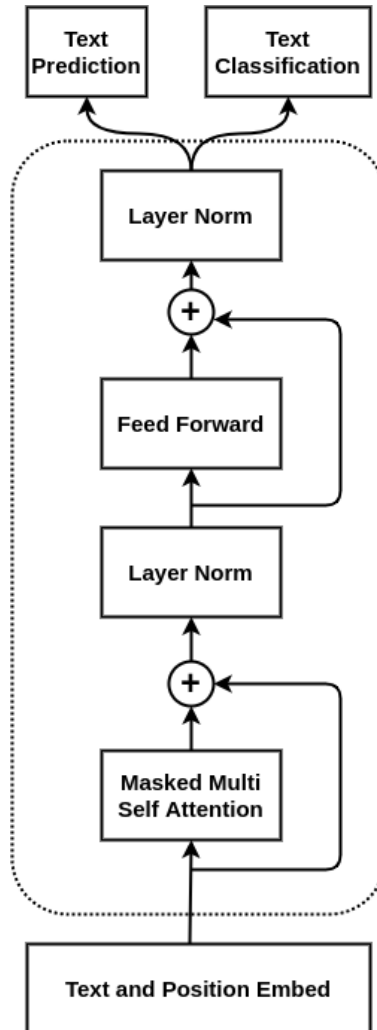 Text
Prediction
Text
Classification
Layer Norm
+
Feed Forward
Layer Norm
+
Masked Multi
Self Attention
Text and Position Embed